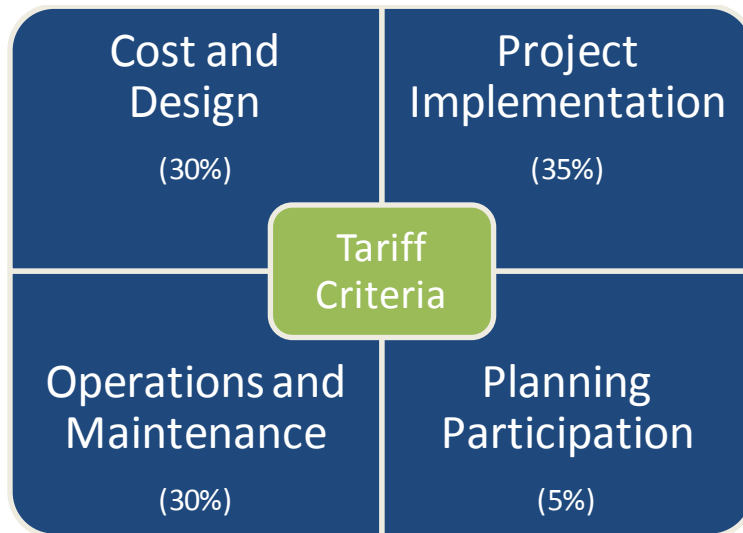 Cost and
Design
(30%)
Project
Implementation
(35%)
Tariff
Criteria
Operations and
Maintenance
(30%)
Planning
Participation
(5%)